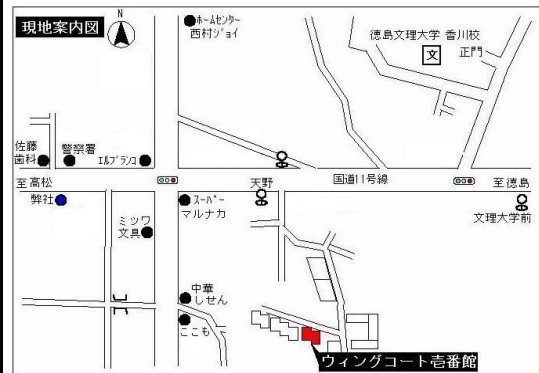 現地案内図
N
ホームセンター
西村ジョイ
徳島文理大学 香川校
文
正門
佐藤
歯科
警察署
エルブランコ
至高松
天野
国道11号線
至徳島
弊社
スーパー
マルナカ
文理大学前
ミツワ
文具
中華
しせん
ここも
ウィングコート壱番館